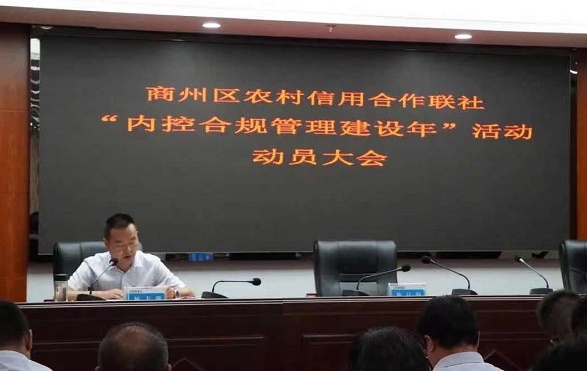 商州区农村信用合作联社
“内控合规管理建设年”活动
动员大会